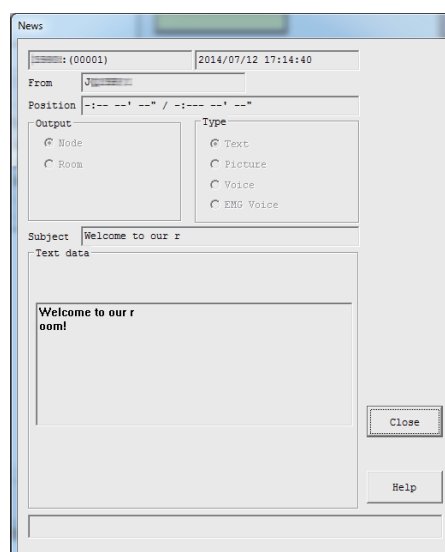 News
:(00001) 2014/07/12 17:14:40
From J
Position -:-- --' --" / -:--- --' --"
Output Type
Node Text
Room Picture
Voice
EMG Voice
Subject Welcome to our r
Text data
Welcome to our r
oom!
Close
Help